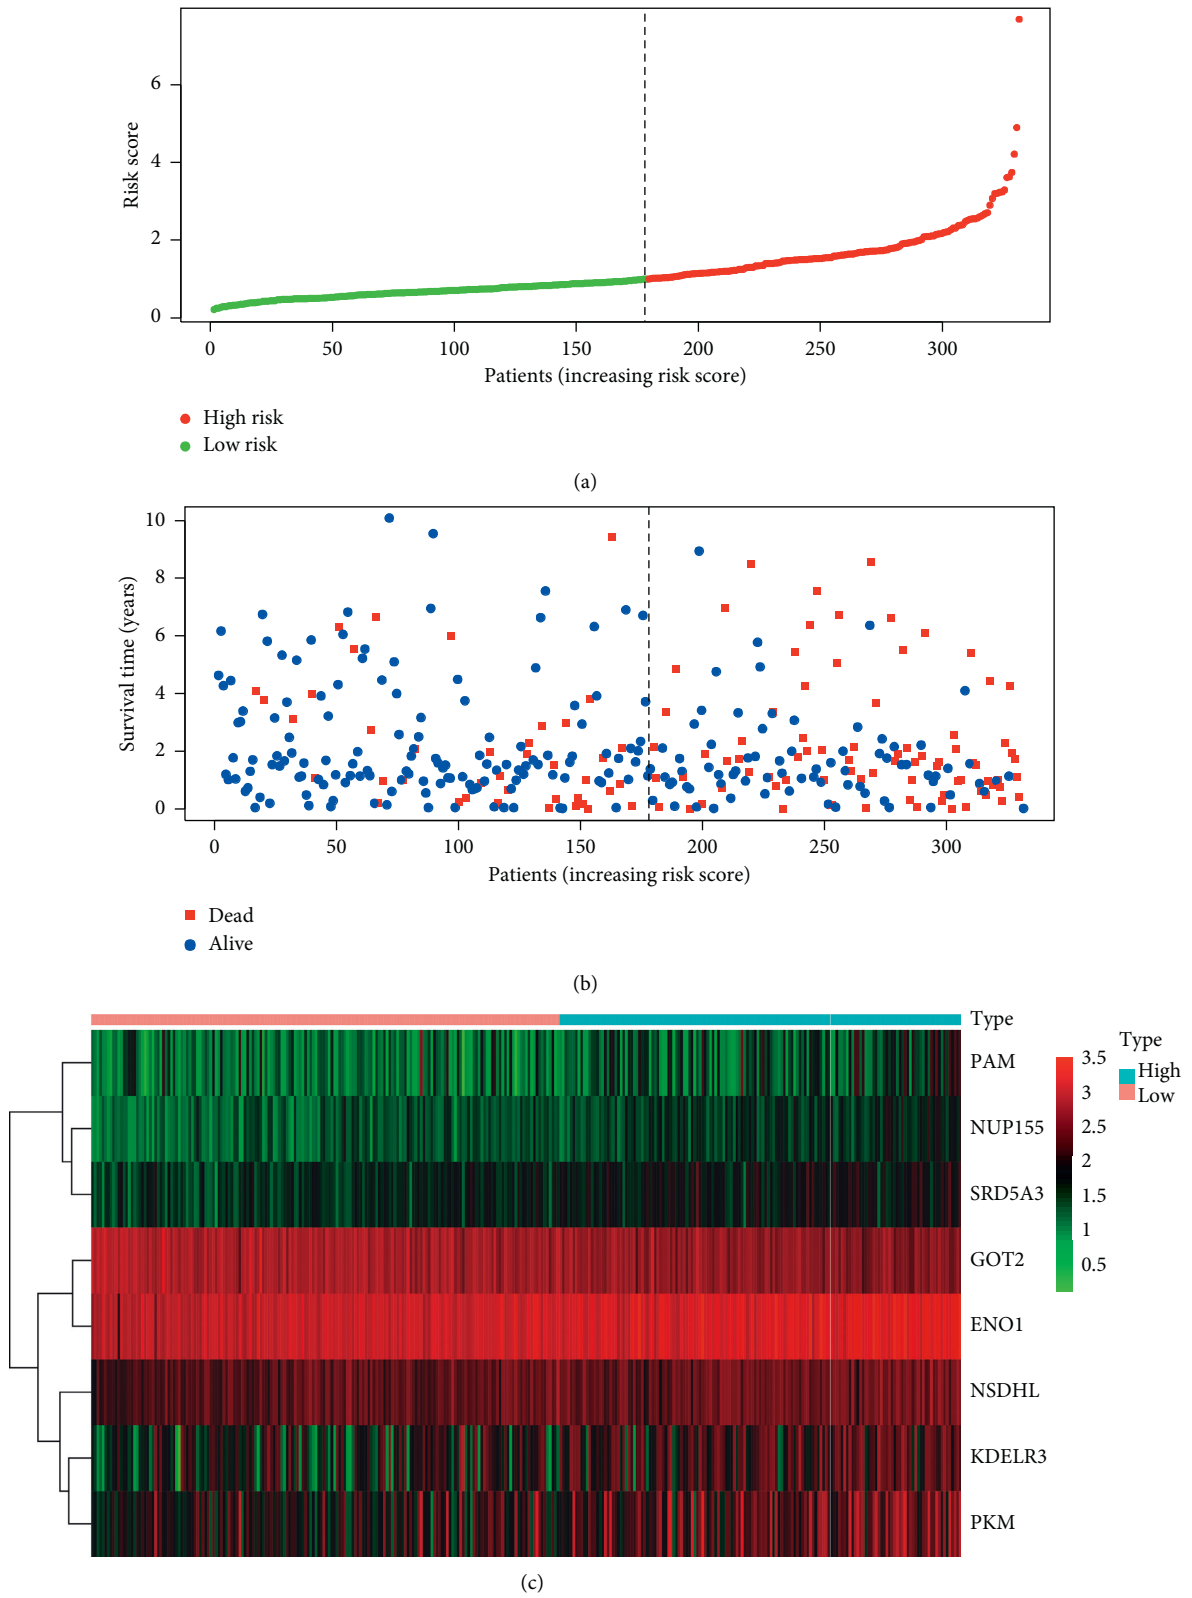 6
4
2
0
Risk score
0 50 100 150 200 250 300
Patients (increasing risk score)
High risk
Low risk
(a)
10
8
6
4
2
0
Survival time (years)
0 50 100 150 200 250 300
Patients (increasing risk score)
Dead
Alive
(b)
Type
PAM
NUP155
SRD5A3
GOT2
ENO1
NSDHL
KDELR3
PKM
3.5
3
2.5
2
1.5
1
0.5
Type
High
Low
(c)